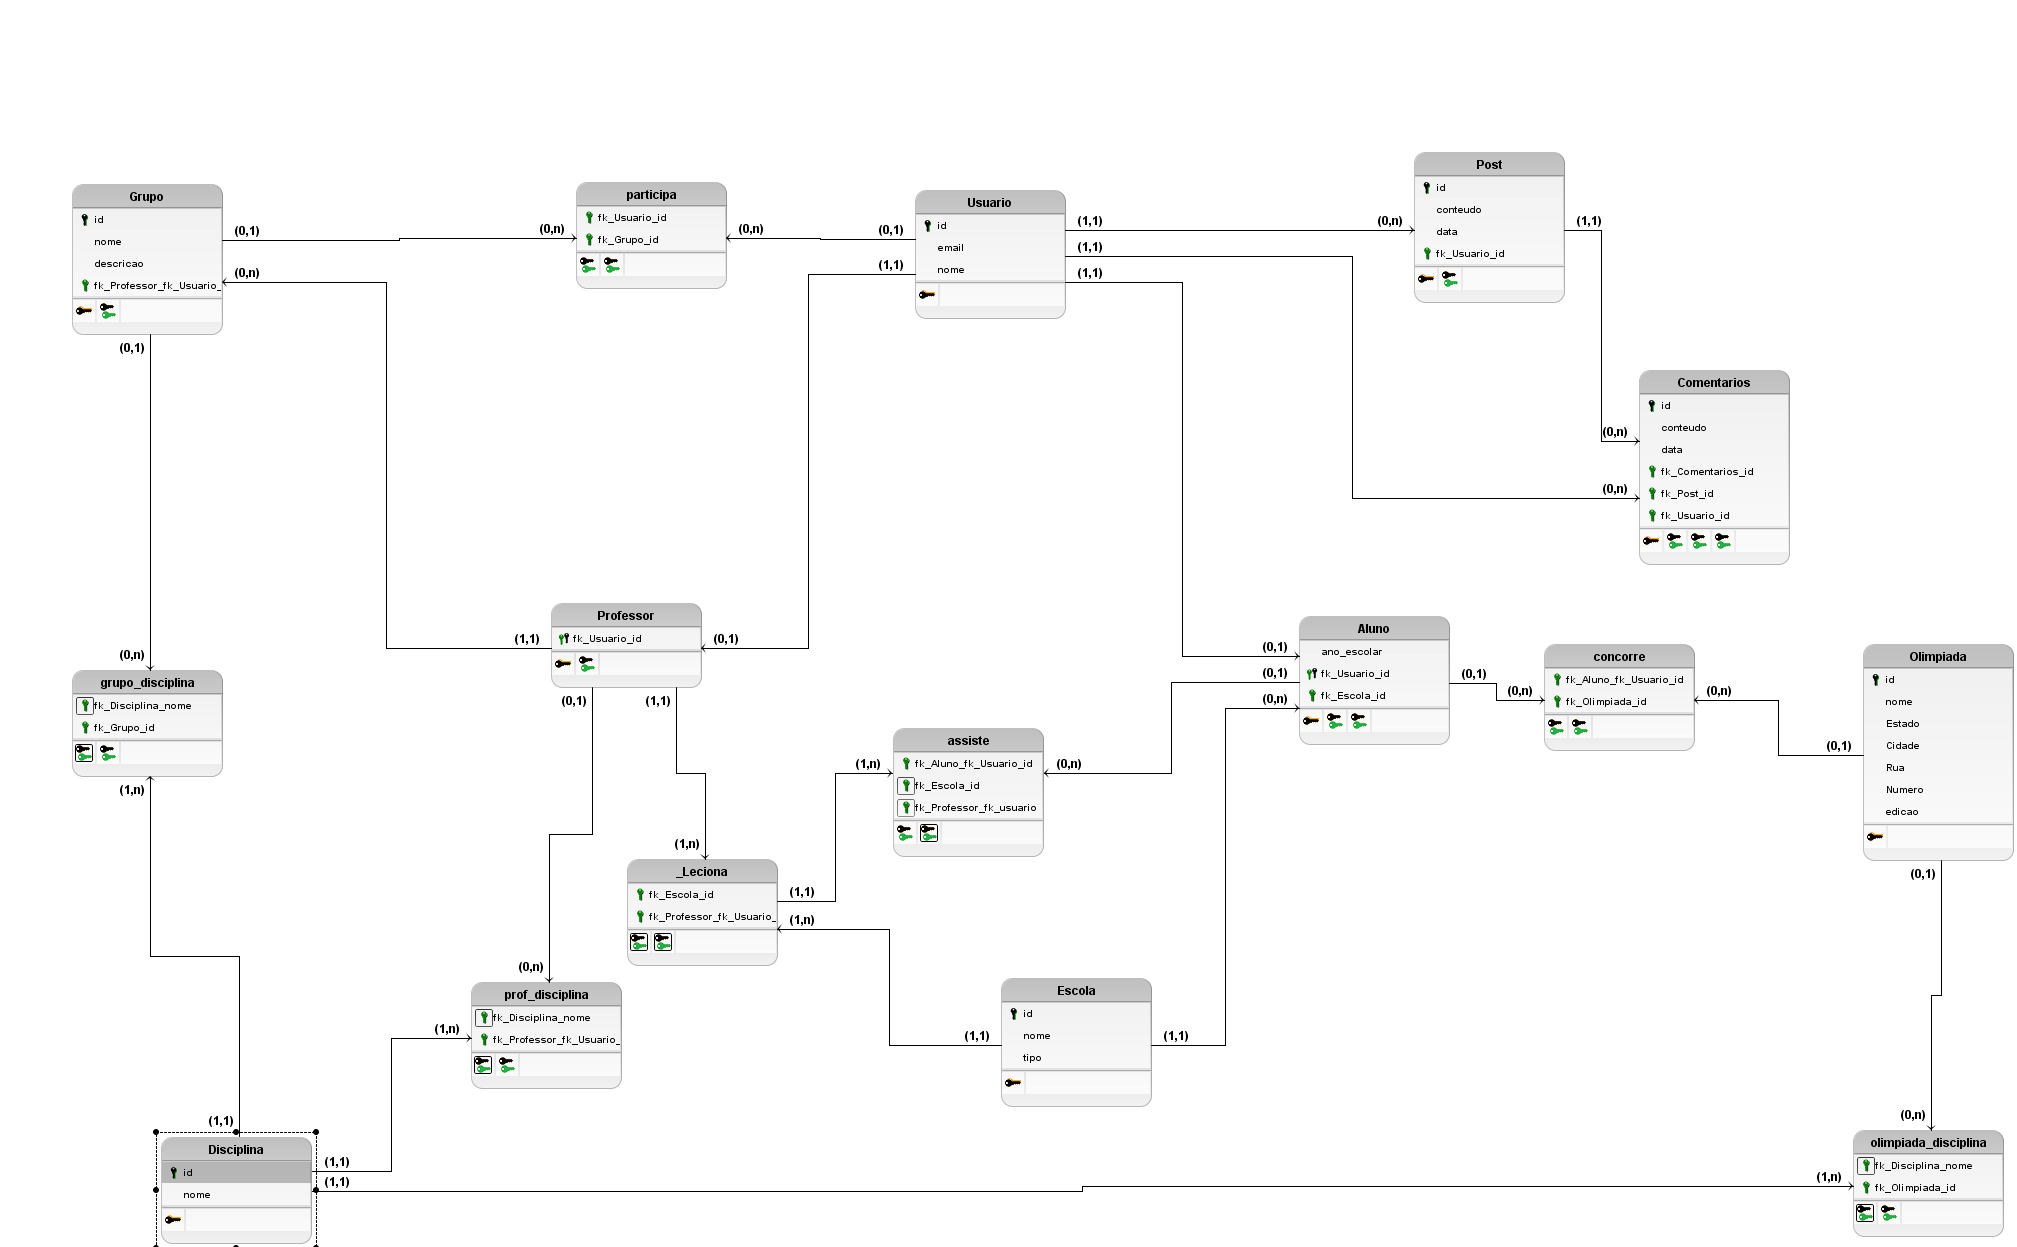 Grupo
id
nome
descricao
fk_Professor_fk_Usuario_
(0,1)
(0,n)
(0,n)
participa
fk_Usuario_id
fk_Grupo_id
(0,n)
(0,1)
(1,1)
Usuario
id
email
nome
(1,1)
(1,1)
(1,1)
(0,n)
Post
id
conteudo
data
fk_Usuario_id
(1,1)
(0,n)
(0,n)
Comentarios
id
conteudo
data
fk_Comentarios_id
fk_Post_id
fk_Usuario_id
(0,1)
(0,n)
grupo_disciplina
fk_Disciplina_nome
fk_Grupo_id
(1,n)
(1,1)
Professor
fk_Usuario_id
(0,1)
(0,1)
(1,1)
(0,1)
(0,1)
(0,n)
Aluno
ano_escolar
fk_Usuario_id
fk_Escola_id
(0,1)
(0,n)
concorre
fk_Aluno_fk_Usuario_id
fk_Olimpiada_id
(0,n)
(0,1)
Olimpiada
id
nome
Estado
Cidade
Rua
Numero
edicao
(0,1)
(1,n)
assiste
fk_Aluno_fk_Usuario_id
fk_Escola_id
fk_Professor_fk_usuario
(0,n)
(1,n)
_Leciona
fk_Escola_id
fk_Professor_fk_Usuario_
(1,1)
(1,n)
(0,n)
prof_disciplina
fk_Disciplina_nome
fk_Professor_fk_Usuario_
(1,n)
(1,1)
Escola
id
nome
tipo
(1,1)
(1,1)
Disciplina
id
nome
(1,1)
(1,1)
(0,n)
(1,n)
olimpiada_disciplina
fk_Disciplina_nome
fk_Olimpiada_id